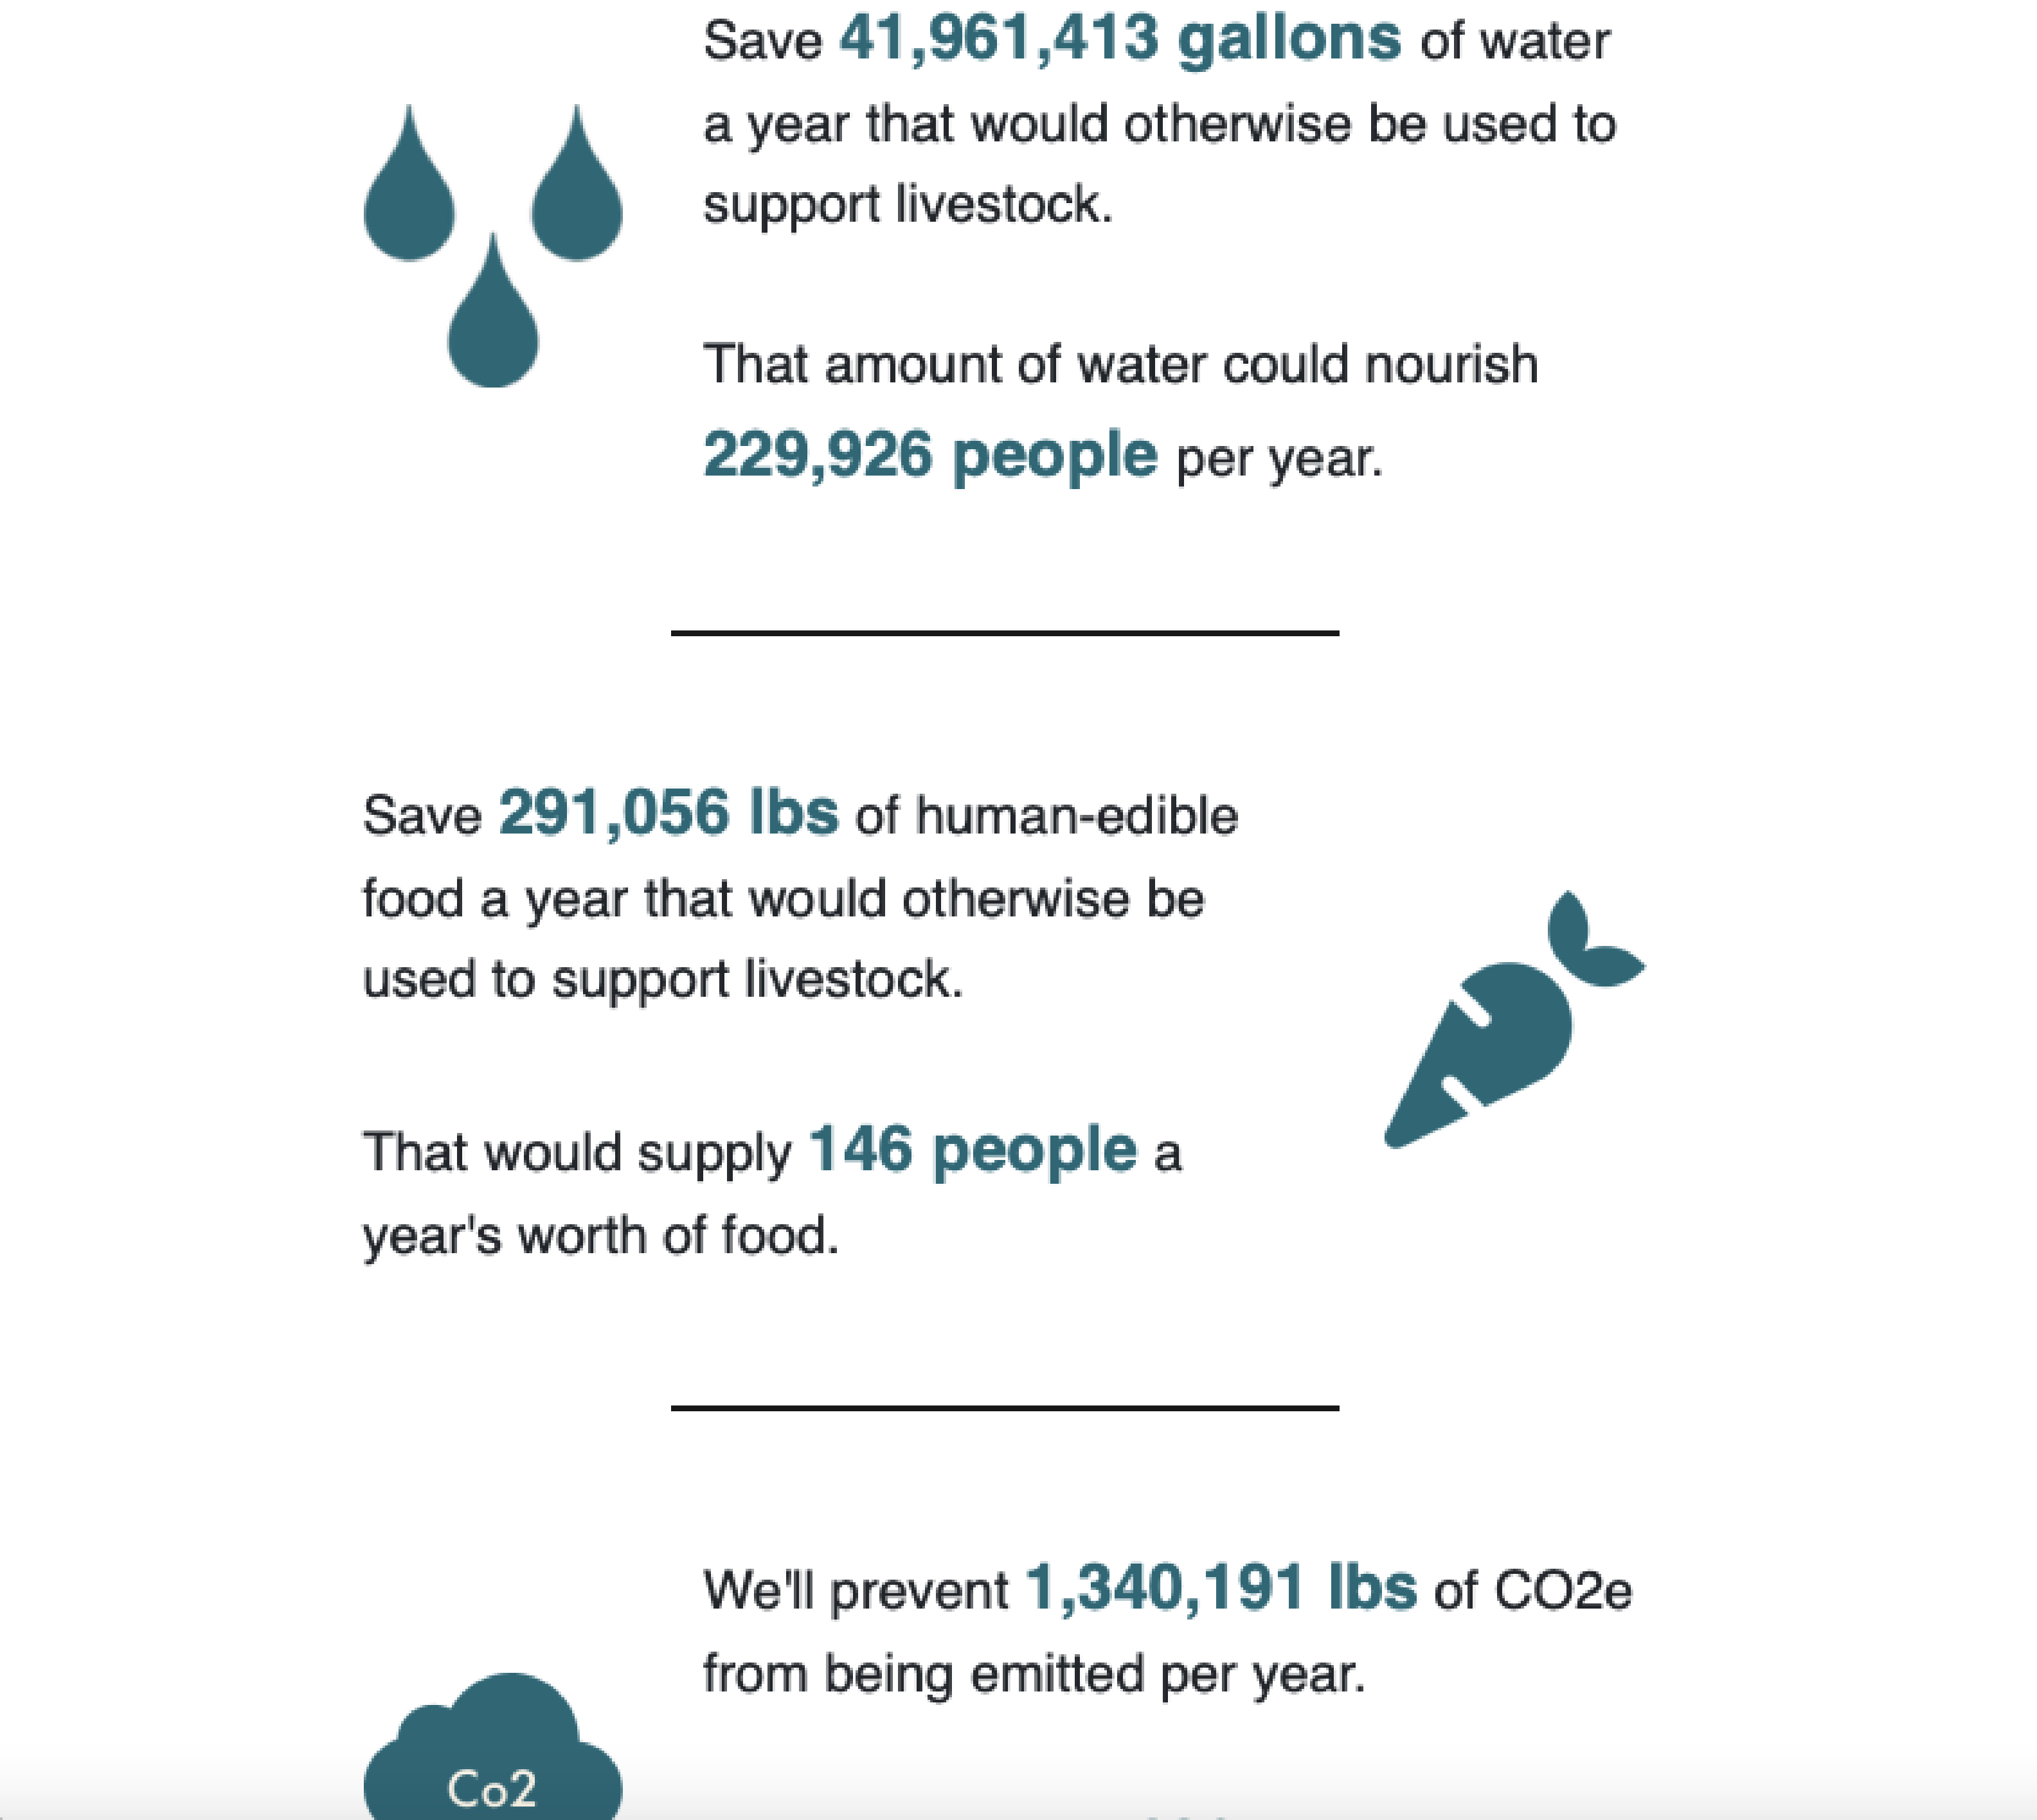 Save 41,961,413 gallons of water
a year that would otherwise be used to
support livestock.
That amount of water could nourish
229,926 people per year.
Save 291,056 lbs of human-edible
food a year that would otherwise be
used to support livestock.
That would supply 146 people a
year's worth of food.
We'll prevent 1,340,191 lbs of CO2e
from being emitted per year.
Co2